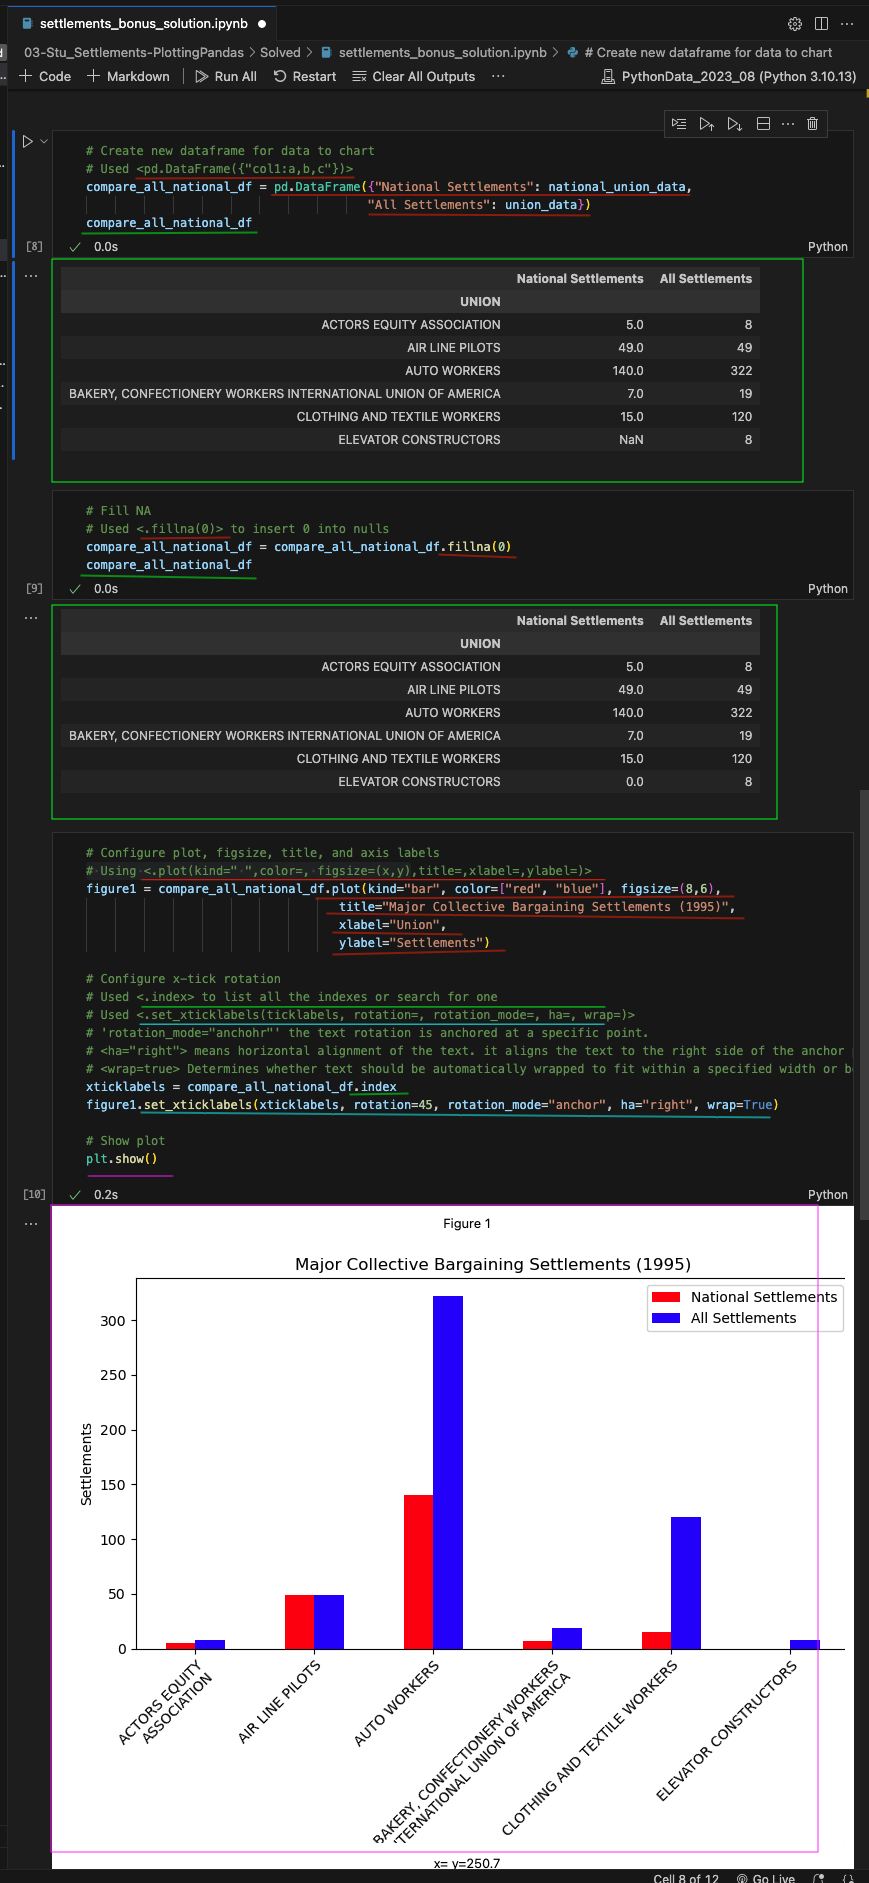 settlements_bonus_solution.ipynb
03-Stu_Settlements-PlottingPandas > Solved > settlements_bonus_solution.ipynb > # Create new dataframe for data to chart
+ Code + Markdown Run All Restart Clear All Outputs ... PythonData_2023_08 (Python 3.10.13)
# Create new dataframe for data to chart
# Used <pd.DataFrame({"col1:a,b,c"})>
compare_all_national_df = pd.DataFrame({"National Settlements": national_union_data,
"All Settlements": union_data})
compare_all_national_df
[8] 0.0s Python
National Settlements All Settlements
UNION
ACTORS EQUITY ASSOCIATION 5.0 8
AIR LINE PILOTS 49.0 49
AUTO WORKERS 140.0 322
BAKERY, CONFECTIONERY WORKERS INTERNATIONAL UNION OF AMERICA 7.0 19
CLOTHING AND TEXTILE WORKERS 15.0 120
ELEVATOR CONSTRUCTORS NaN 8
# Fill NA
# Used <.fillna(0)> to insert 0 into nulls
compare_all_national_df = compare_all_national_df.fillna(0)
compare_all_national_df
[9] 0.0s Python
National Settlements All Settlements
UNION
ACTORS EQUITY ASSOCIATION 5.0 8
AIR LINE PILOTS 49.0 49
AUTO WORKERS 140.0 322
BAKERY, CONFECTIONERY WORKERS INTERNATIONAL UNION OF AMERICA 7.0 19
CLOTHING AND TEXTILE WORKERS 15.0 120
ELEVATOR CONSTRUCTORS 0.0 8
# Configure plot, figsize, title, and axis labels
# Using <.plot(kind=" ",color=, figsize=(x,y),title=,xlabel=,ylabel=)>
figure1 = compare_all_national_df.plot(kind="bar", color=["red", "blue"], figsize=(8,6),
title="Major Collective Bargaining Settlements (1995)",
xlabel="Union",
ylabel="Settlements")
# Configure x-tick rotation
# Used <.index> to list all the indexes or search for one
# Used <.set_xticklabels(ticklabels, rotation=, rotation_mode=, ha=, wrap=)>
# 'rotation_mode="anchohr"' the text rotation is anchored at a specific point.
# <ha="right"> means horizontal alignment of the text. it aligns the text to the right side of the anchor
# <wrap=true> Determines whether text should be automatically wrapped to fit within a specified width or
xticklabels = compare_all_national_df.index
figure1.set_xticklabels(xticklabels, rotation=45, rotation_mode="anchor", ha="right", wrap=True)
# Show plot
plt.show()
[10] 0.2s Python
Figure 1
Major Collective Bargaining Settlements (1995)
National Settlements
All Settlements
300
250
200
150
100
50
0
Settlements
ACTORS EQUITY
ASSOCIATION
AIR LINE PILOTS
AUTO WORKERS
BAKERY, CONFECTIONERY WORKERS
TERNATIONAL UNION OF AMERICA
CLOTHING AND TEXTILE WORKERS
ELEVATOR CONSTRUCTORS
x= y=250.7
Cell 8 of 12 Go Live